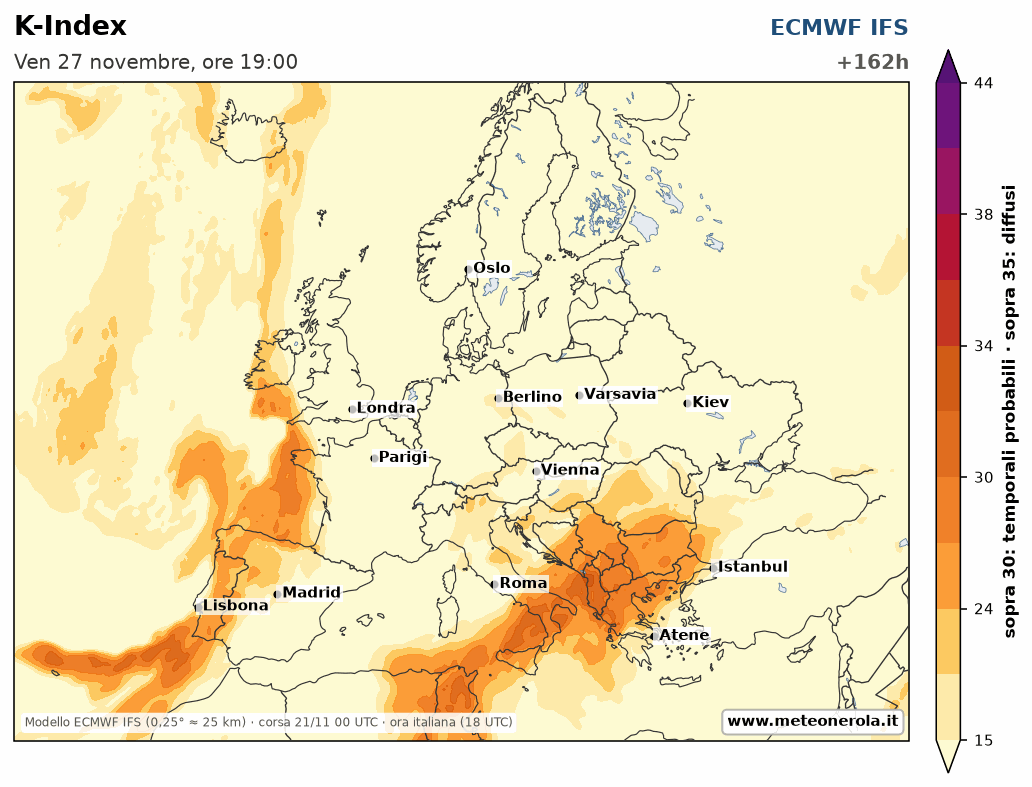 K-Index
ECMWF IFS
Ven 27 novembre, ore 19:00
+162h
44
38
34
30
24
15
sopra 30: temporali probabili · sopra 35: diffusi
Oslo
Londra
Berlino
Varsavia
Kiev
Parigi
Vienna
Istanbul
Roma
Madrid
Lisbona
Atene
Modello ECMWF IFS (0,25° ≈ 25 km) · corsa 21/11 00 UTC · ora italiana (18 UTC)
www.meteonerola.it